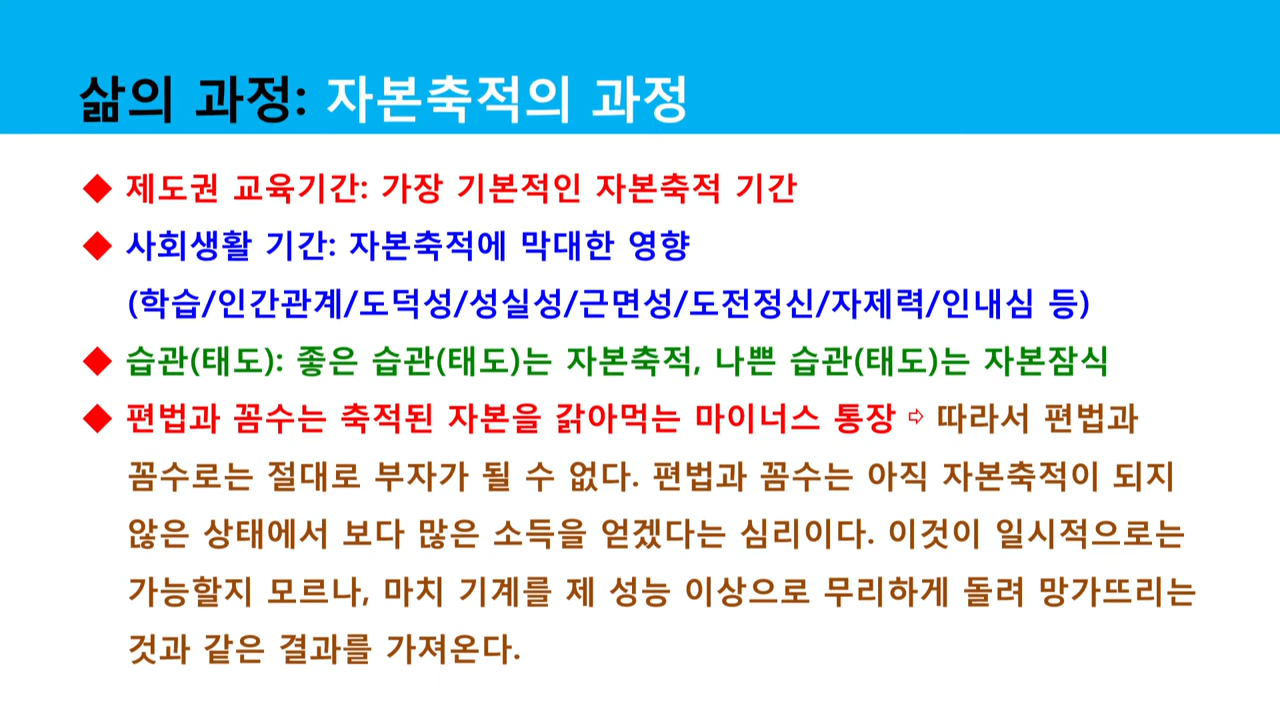 삶의 과정: 자본축적의 과정
◆ 제도권 교육기간: 가장 기본적인 자본축적 기간
◆ 사회생활 기간: 자본축적에 막대한 영향
(학습/인간관계/도덕성/성실성/근면성/도전정신/자제력/인내심 등)
◆ 습관(태도): 좋은 습관(태도)는 자본축적, 나쁜 습관(태도)는 자본잠식
◆ 편법과 꼼수는 축적된 자본을 갉아먹는 마이너스 통장 ⇨ 따라서 편법과
꼼수로는 절대로 부자가 될 수 없다. 편법과 꼼수는 아직 자본축적이 되지
않은 상태에서 보다 많은 소득을 얻겠다는 심리이다. 이것이 일시적으로는
가능할지 모르나, 마치 기계를 제 성능 이상으로 무리하게 돌려 망가뜨리는
것과 같은 결과를 가져온다.